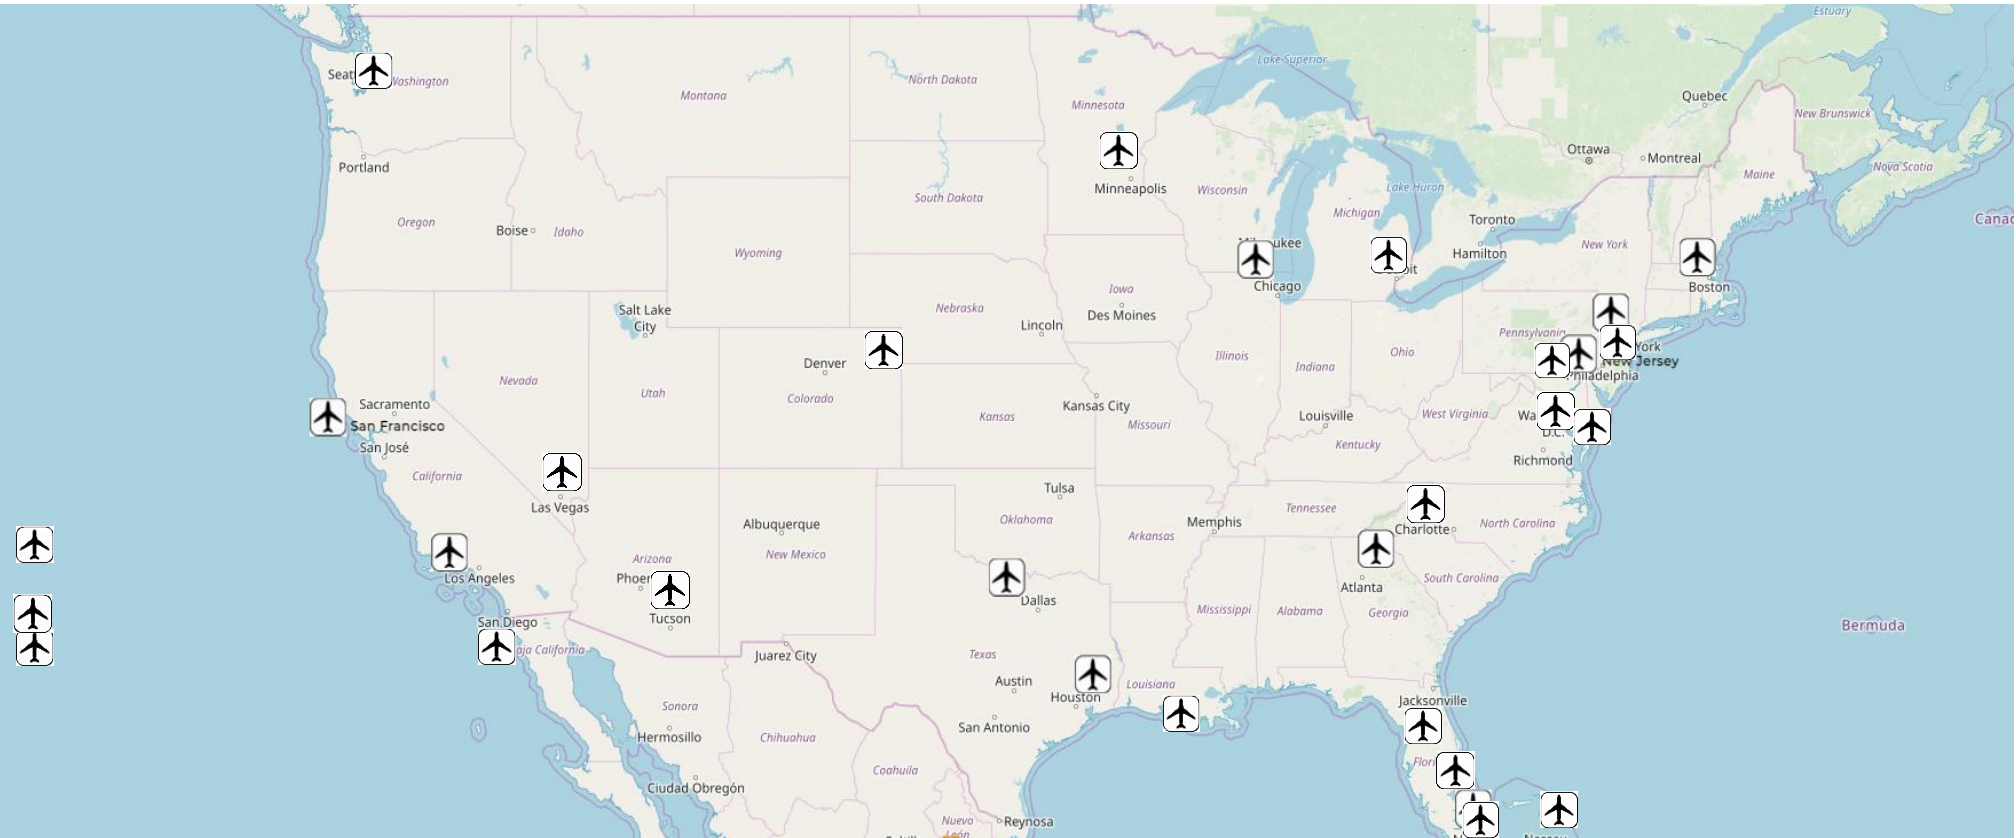 Estuary
Lake Superior
Seat
Washington
North Dakota
Montana
Minnesota
Quebec
New Brunswick
Ottawa
Montreal
Portland
Minneapolis
Wisconsin
Lake Huron
Maine
Nova Scotia
South Dakota
Michigan
Toronto
Canad
Oregon
Boise
Idaho
Wyoming
ukee
Hamilton
New York
oit
Chicago
Boston
Iowa
Des Moines
Salt Lake
City
Nebraska
Lincoln
Pennsylvania
York
New Jersey
Philadelphia
Denver
Illinois
Indiana
Ohio
Nevada
Utah
Colorado
Sacramento
San Francisco
San José
Kansas
Kansas City
Missouri
Louisville
Kentucky
West Virginia
Wa
D.C.
Richmond
California
Las Vegas
Tulsa
Oklahoma
Albuquerque
New Mexico
Arkansas
Memphis
Tennessee
Charlotte
North Carolina
Arizona
Phoe
Tucson
Los Angeles
San Diego
aja California
Dallas
Atlanta
South Carolina
Mississippi
Alabama
Georgia
Bermuda
Juarez City
Texas
Austin
Houston
Louisiana
Jacksonville
San Antonio
Sonora
Hermosillo
Chihuahua
Flori
Coahuila
Ciudad Obregón
Nuevo
León
Reynosa